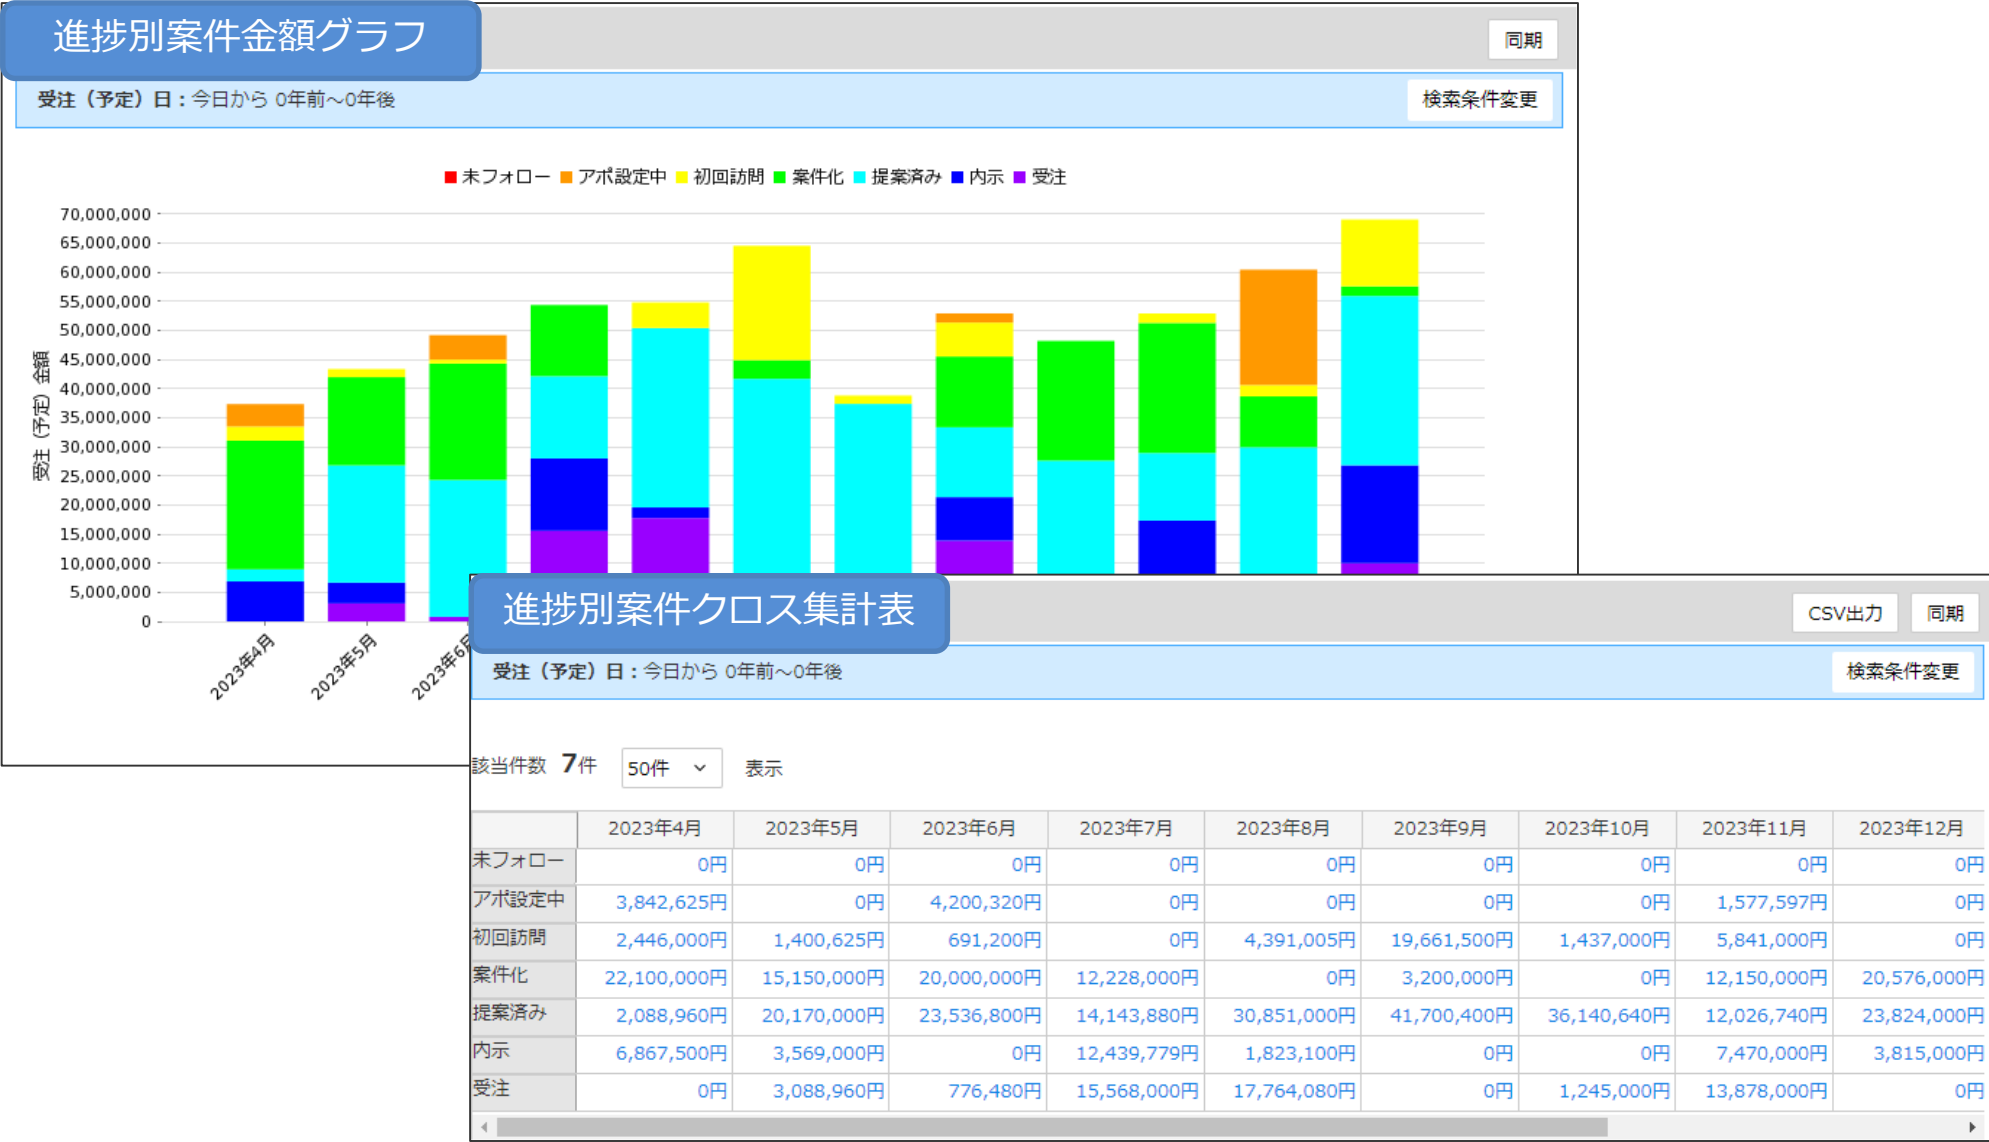 進捗別案件金額グラフ
同期
受注（予定）日：今日から 0年前～0年後
検索条件変更
未フォロー アポ設定中 初回訪問 案件化 提案済み 内示 受注
受注（予定）金額
70,000,000
65,000,000
60,000,000
55,000,000
50,000,000
45,000,000
40,000,000
35,000,000
30,000,000
25,000,000
20,000,000
15,000,000
10,000,000
5,000,000
0
2023年4月
2023年5月
2023年6月
進捗別案件クロス集計表
CSV出力 同期
受注（予定）日：今日から 0年前～0年後
検索条件変更
該当件数 7件 50件 表示
2023年4月 2023年5月 2023年6月 2023年7月 2023年8月 2023年9月 2023年10月 2023年11月 2023年12月
未フォロー 0円 0円 0円 0円 0円 0円 0円 0円 0円
アポ設定中 3,842,625円 0円 4,200,320円 0円 0円 0円 0円 1,577,597円 0円
初回訪問 2,446,000円 1,400,625円 691,200円 0円 4,391,005円 19,661,500円 1,437,000円 5,841,000円 0円
案件化 22,100,000円 15,150,000円 20,000,000円 12,228,000円 0円 3,200,000円 0円 12,150,000円 20,576,000円
提案済み 2,088,960円 20,170,000円 23,536,800円 14,143,880円 30,851,000円 41,700,400円 36,140,640円 12,026,740円 23,824,000円
内示 6,867,500円 3,569,000円 0円 12,439,779円 1,823,100円 0円 0円 7,470,000円 3,815,000円
受注 0円 3,088,960円 776,480円 15,568,000円 17,764,080円 0円 1,245,000円 13,878,000円 0円